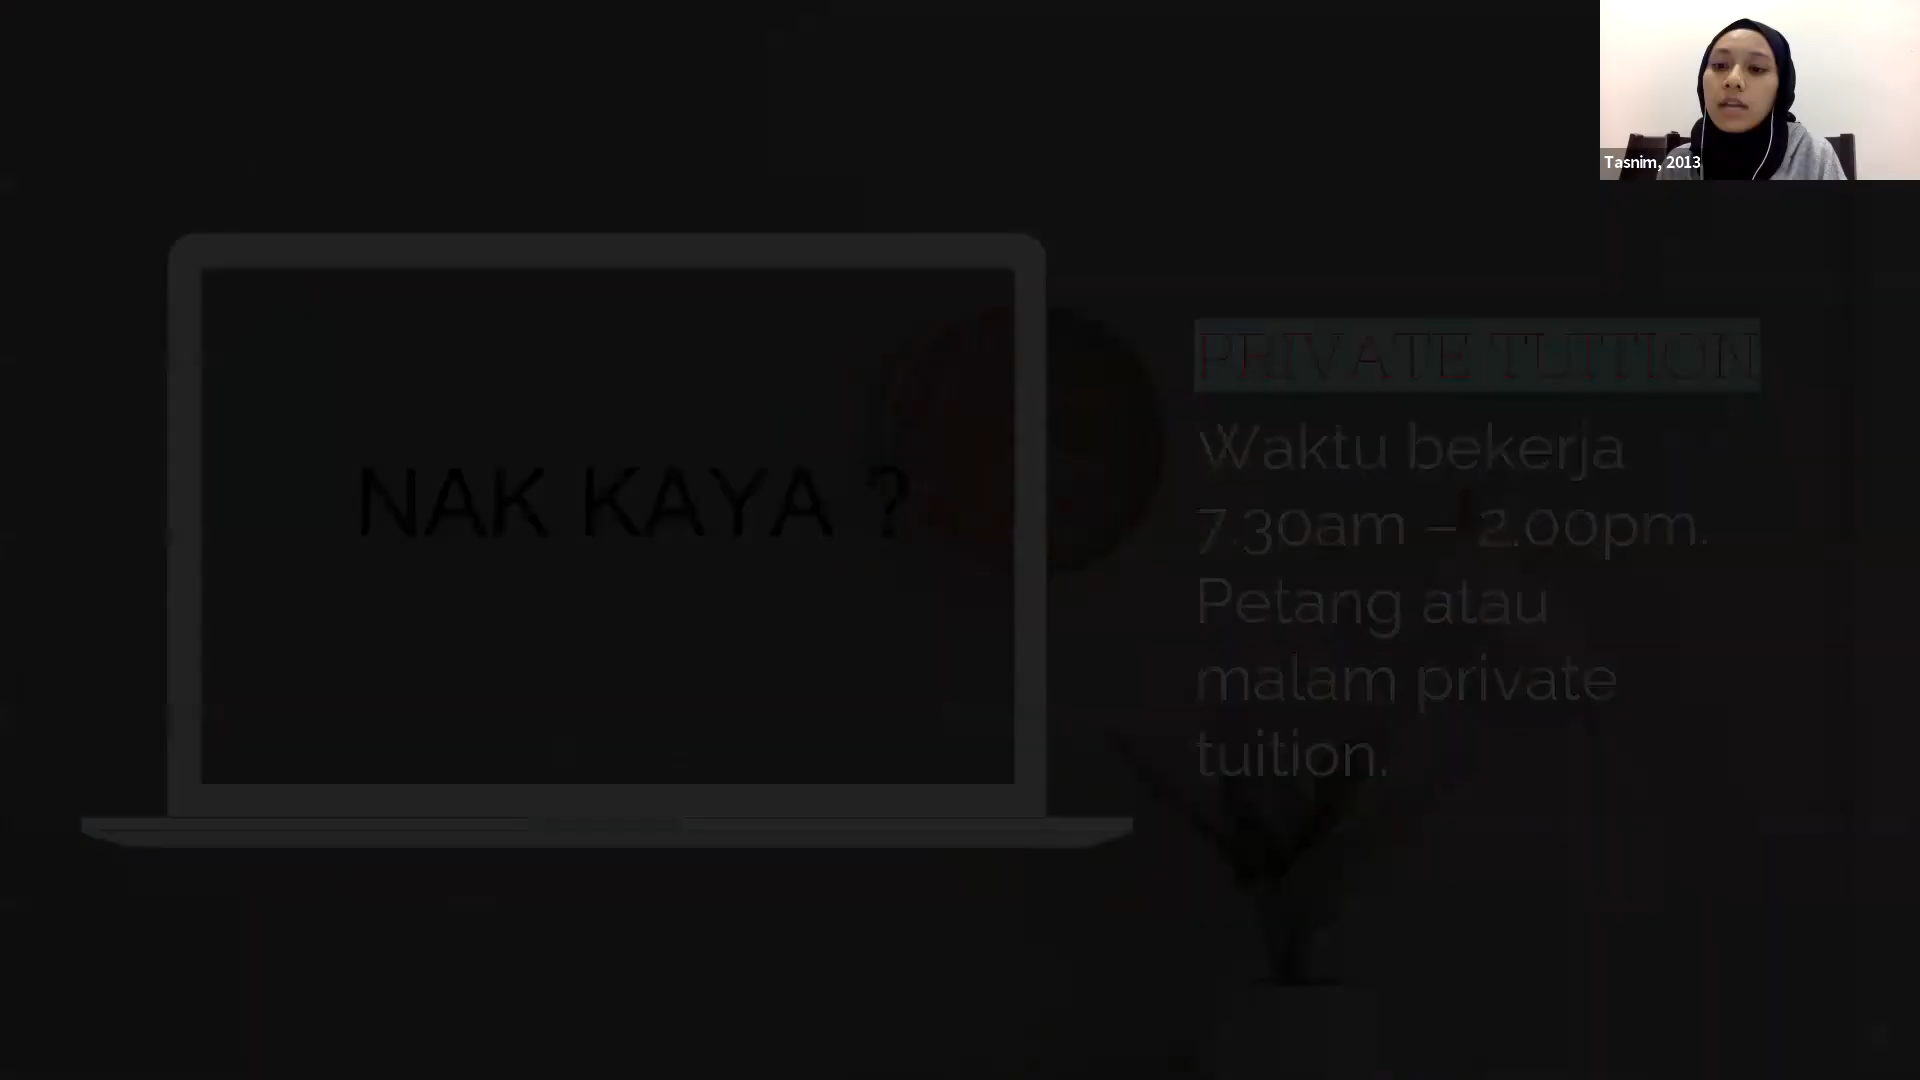 Tasnim, 2013
NAK KAYA ?
PRIVATE TUITION
Waktu bekerja
7.30am – 2.00pm.
Petang atau
malam private
tuition.